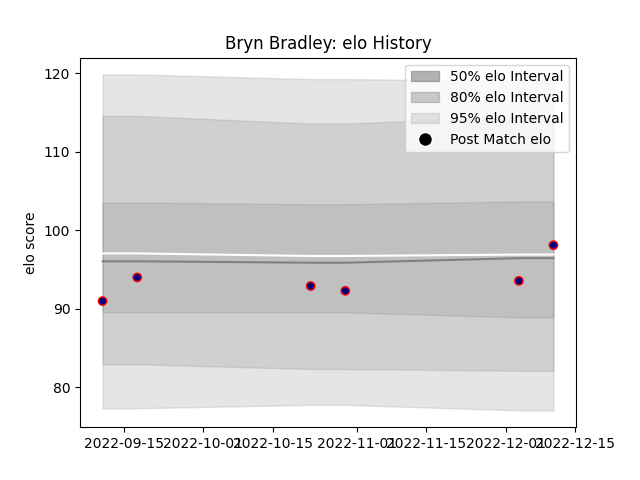 Bryn Bradley: elo History
50% elo Interval
80% elo Interval
95% elo Interval
Post Match elo
elo score
120
110
100
90
80
2022-09-15 2022-10-01 2022-10-15 2022-11-01 2022-11-15 2022-12-01 2022-12-15